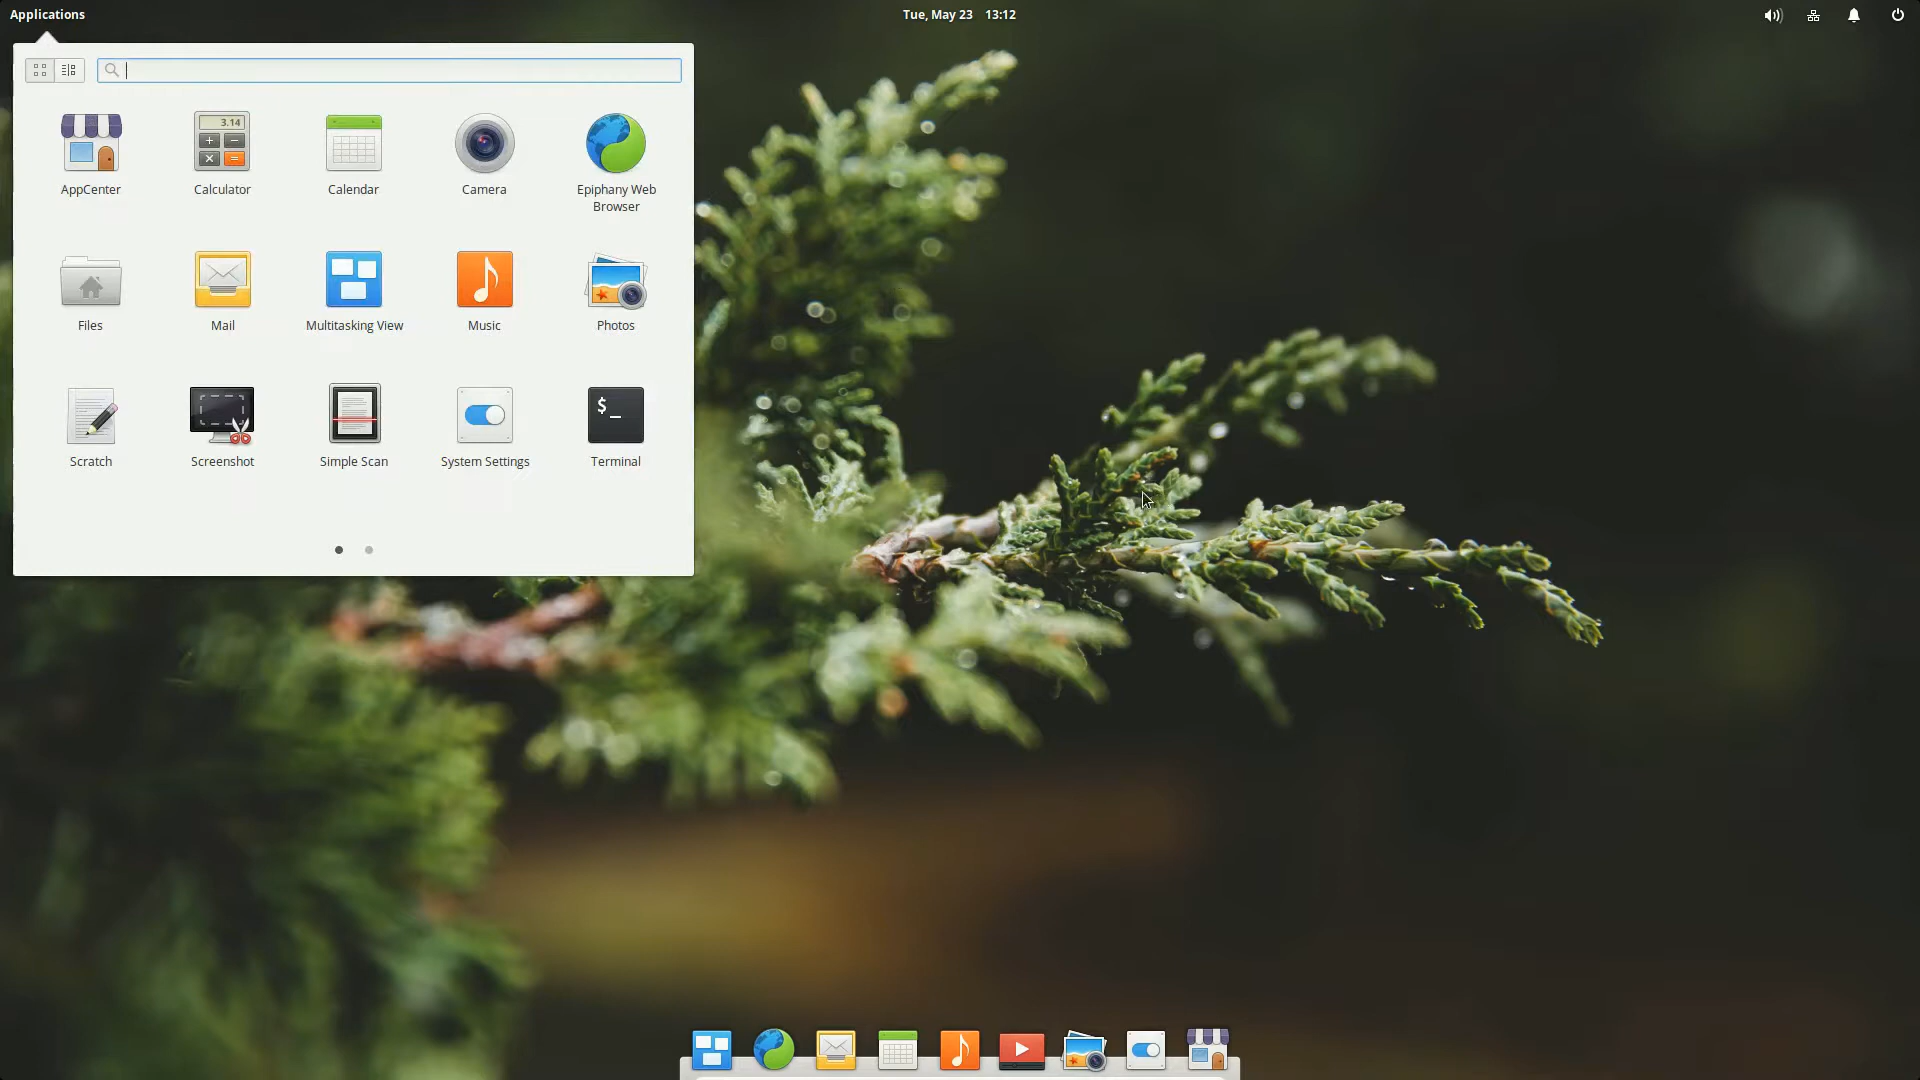 Applications
Tue, May 23 13:12
3.14
AppCenter
Calculator
Calendar
Camera
Epiphany Web
Browser
Files
Mail
Multitasking View
Music
Photos
$_
Scratch
Screenshot
Simple Scan
System Settings
Terminal